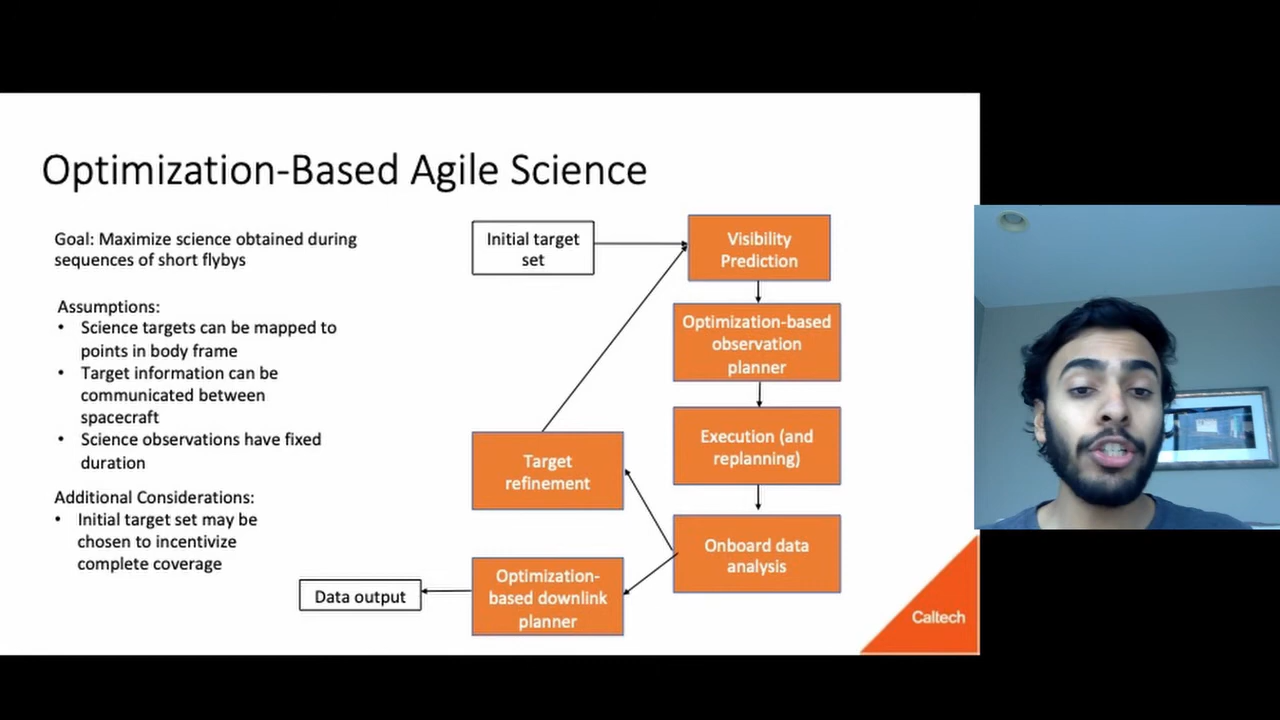 Optimization-Based Agile Science
Goal: Maximize science obtained during
sequences of short flybys
Assumptions:
• Science targets can be mapped to
points in body frame
• Target information can be
communicated between
spacecraft
• Science observations have fixed
duration
Additional Considerations:
• Initial target set may be
chosen to incentivize
complete coverage
Initial target
set
Visibility
Prediction
Optimization-based
observation
planner
Execution (and
replanning)
Onboard data
analysis
Target
refinement
Optimization-
based downlink
planner
Data output
Caltech